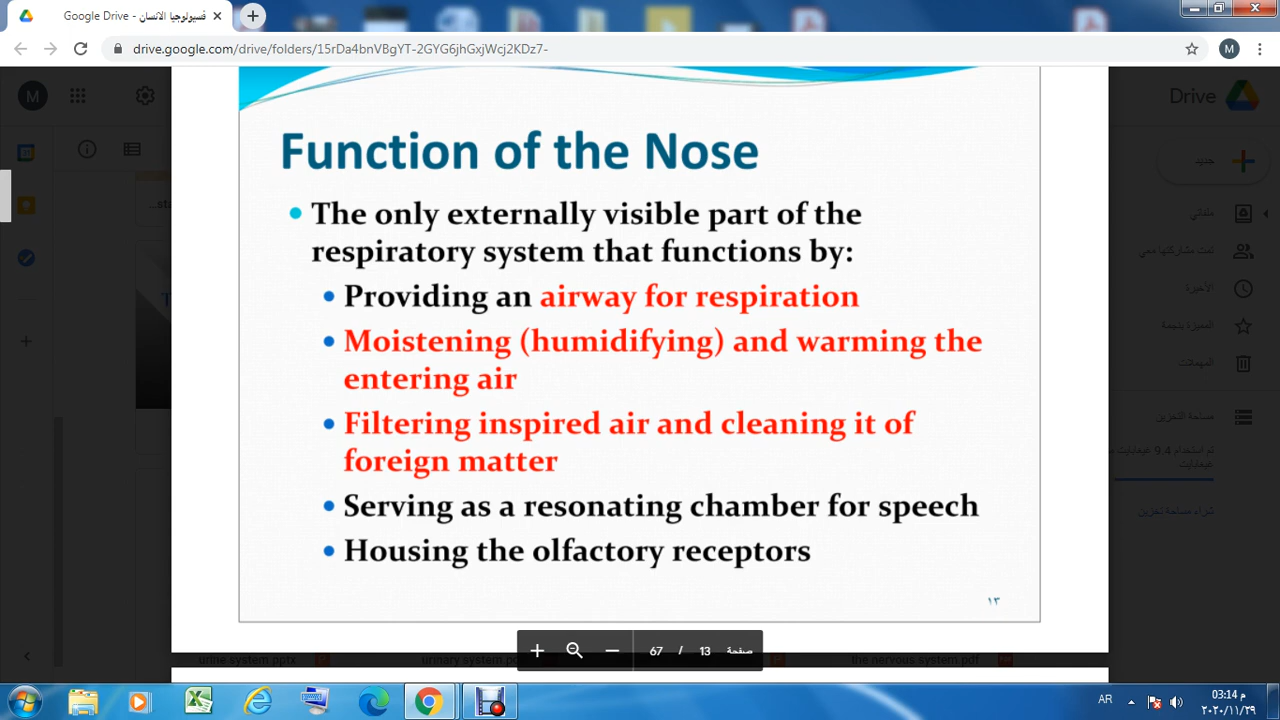 فسيولوجيا الانسان - Google Drive
drive.google.com/drive/folders/15rDa4bnVBgYT-2GYG6jhGxjWcj2KDz7-
M
M
Drive
جديد
ملفاتي
تمت مشاركتها معي
الأخيرة
المميزة بنجمة
المهملات
مساحة التخزين
تم استخدام 9.4 غيغابايت
غيغابايت
شراء مساحة تخزين
Function of the Nose
The only externally visible part of the
respiratory system that functions by:
Providing an airway for respiration
Moistening (humidifying) and warming the
entering air
Filtering inspired air and cleaning it of
foreign matter
Serving as a resonating chamber for speech
Housing the olfactory receptors
١٣
صفحة 13 / 67
urine system.pptx
urinary system.pd
the nervous system.pdf
AR
03:14 م
٢٠٢٠/١١/٢٩